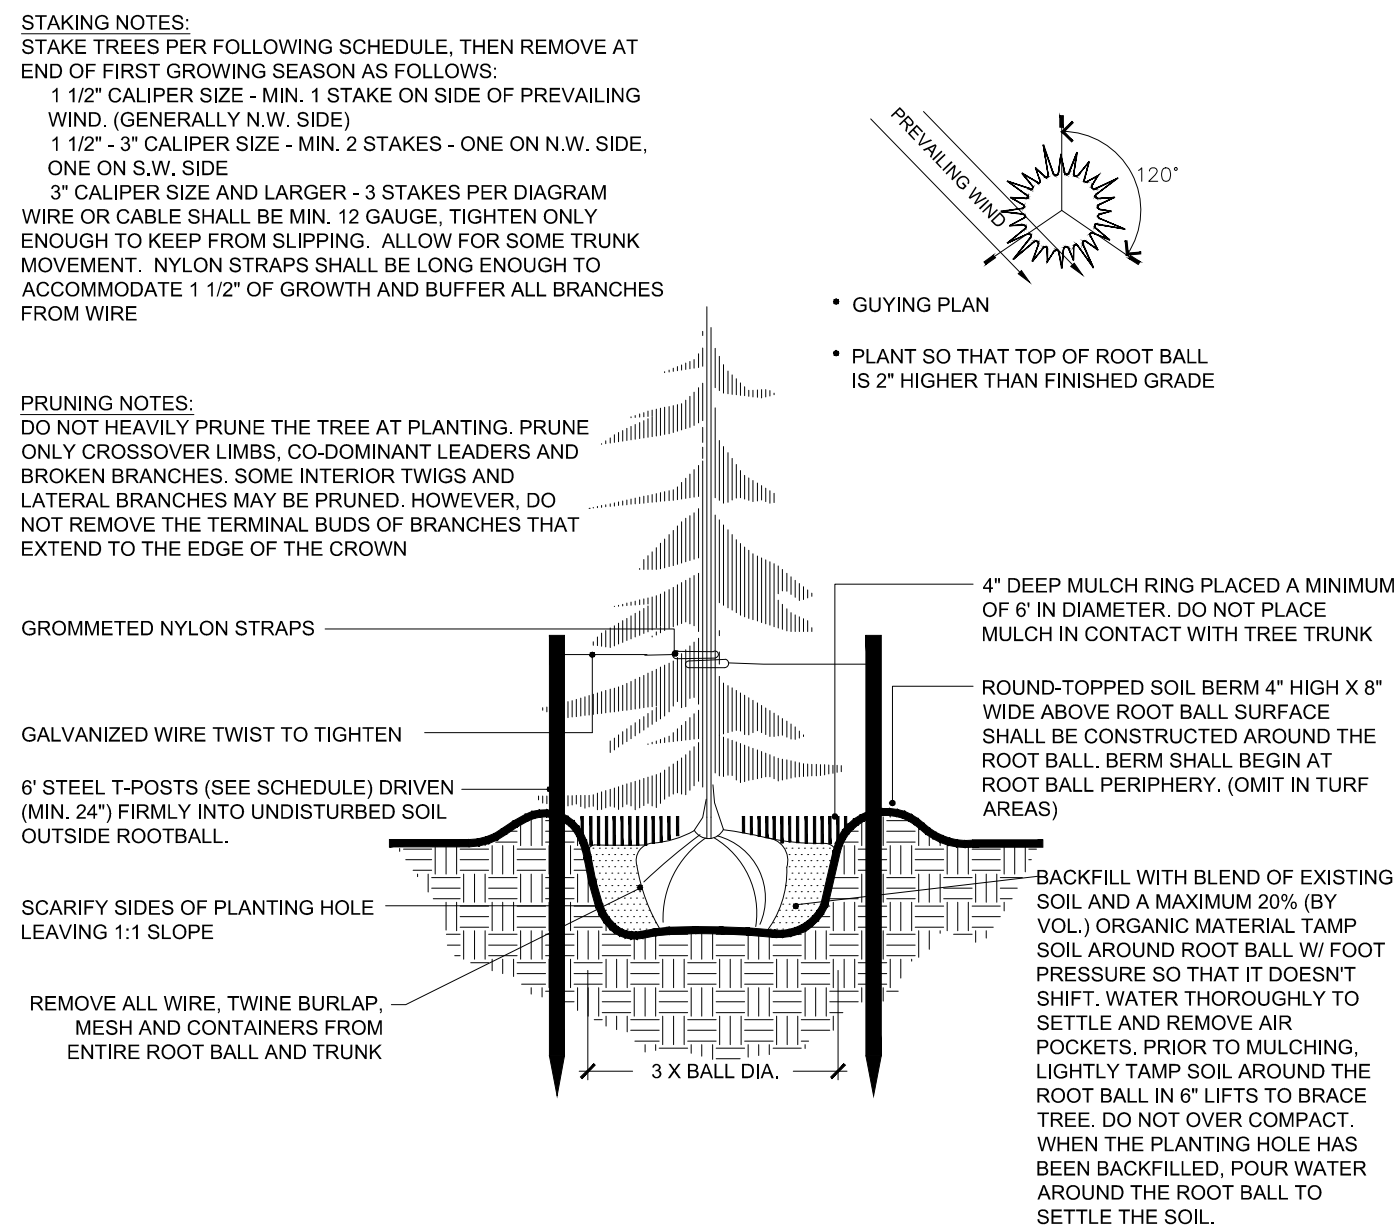 STAKING NOTES:
STAKE TREES PER FOLLOWING SCHEDULE, THEN REMOVE AT
END OF FIRST GROWING SEASON AS FOLLOWS:
1 1/2" CALIPER SIZE - MIN. 1 STAKE ON SIDE OF PREVAILING
WIND. (GENERALLY N.W. SIDE)
1 1/2" - 3" CALIPER SIZE - MIN. 2 STAKES - ONE ON N.W. SIDE,
ONE ON S.W. SIDE
3" CALIPER SIZE AND LARGER - 3 STAKES PER DIAGRAM
WIRE OR CABLE SHALL BE MIN. 12 GAUGE, TIGHTEN ONLY
ENOUGH TO KEEP FROM SLIPPING. ALLOW FOR SOME TRUNK
MOVEMENT. NYLON STRAPS SHALL BE LONG ENOUGH TO
ACCOMMODATE 1 1/2" OF GROWTH AND BUFFER ALL BRANCHES
FROM WIRE
PREVAILING WIND
120°
• GUYING PLAN
• PLANT SO THAT TOP OF ROOT BALL
IS 2" HIGHER THAN FINISHED GRADE
PRUNING NOTES:
DO NOT HEAVILY PRUNE THE TREE AT PLANTING. PRUNE
ONLY CROSSOVER LIMBS, CO-DOMINANT LEADERS AND
BROKEN BRANCHES. SOME INTERIOR TWIGS AND
LATERAL BRANCHES MAY BE PRUNED. HOWEVER, DO
NOT REMOVE THE TERMINAL BUDS OF BRANCHES THAT
EXTEND TO THE EDGE OF THE CROWN
GROMMETED NYLON STRAPS
GALVANIZED WIRE TWIST TO TIGHTEN
6' STEEL T-POSTS (SEE SCHEDULE) DRIVEN
(MIN. 24") FIRMLY INTO UNDISTURBED SOIL
OUTSIDE ROOTBALL.
SCARIFY SIDES OF PLANTING HOLE
LEAVING 1:1 SLOPE
REMOVE ALL WIRE, TWINE BURLAP,
MESH AND CONTAINERS FROM
ENTIRE ROOT BALL AND TRUNK
3 X BALL DIA.
4" DEEP MULCH RING PLACED A MINIMUM
OF 6' IN DIAMETER. DO NOT PLACE
MULCH IN CONTACT WITH TREE TRUNK
ROUND-TOPPED SOIL BERM 4" HIGH X 8"
WIDE ABOVE ROOT BALL SURFACE
SHALL BE CONSTRUCTED AROUND THE
ROOT BALL. BERM SHALL BEGIN AT
ROOT BALL PERIPHERY. (OMIT IN TURF
AREAS)
BACKFILL WITH BLEND OF EXISTING
SOIL AND A MAXIMUM 20% (BY
VOL.) ORGANIC MATERIAL TAMP
SOIL AROUND ROOT BALL W/ FOOT
PRESSURE SO THAT IT DOESN'T
SHIFT. WATER THOROUGHLY TO
SETTLE AND REMOVE AIR
POCKETS. PRIOR TO MULCHING,
LIGHTLY TAMP SOIL AROUND THE
ROOT BALL IN 6" LIFTS TO BRACE
TREE. DO NOT OVER COMPACT.
WHEN THE PLANTING HOLE HAS
BEEN BACKFILLED, POUR WATER
AROUND THE ROOT BALL TO
SETTLE THE SOIL.